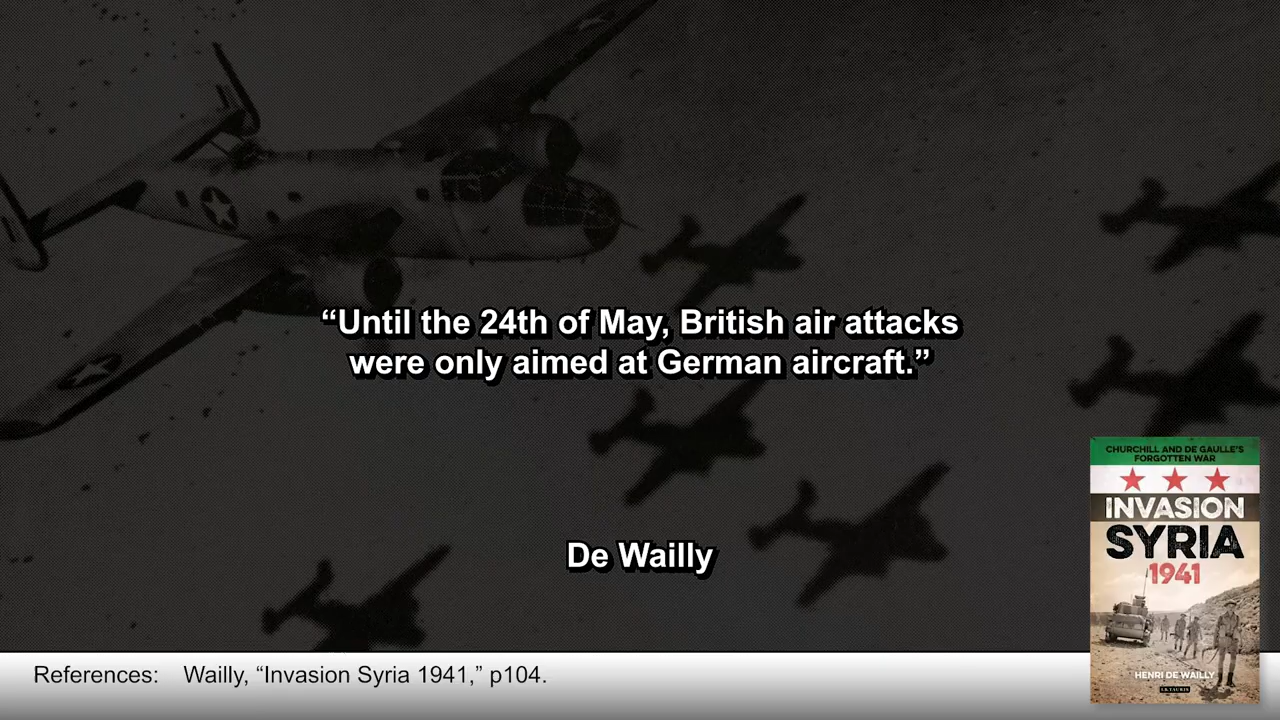 “Until the 24th of May, British air attacks
were only aimed at German aircraft.”
De Wailly
CHURCHILL AND DE GAULLE'S
FORGOTTEN WAR
INVASION
SYRIA
1941
HENRI DE WAILLY
I.B.TAURIS
References: Wailly, “Invasion Syria 1941,” p104.